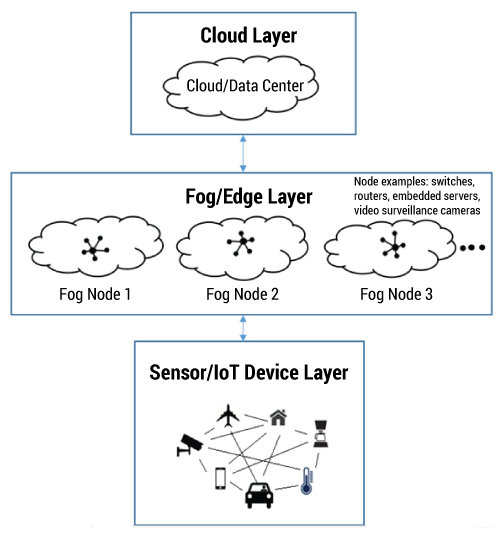 Cloud Layer
Cloud/Data Center
Node examples: switches,
routers, embedded servers,
video surveillance cameras
Fog/Edge Layer
Fog Node 1
Fog Node 2
Fog Node 3
Sensor/IoT Device Layer